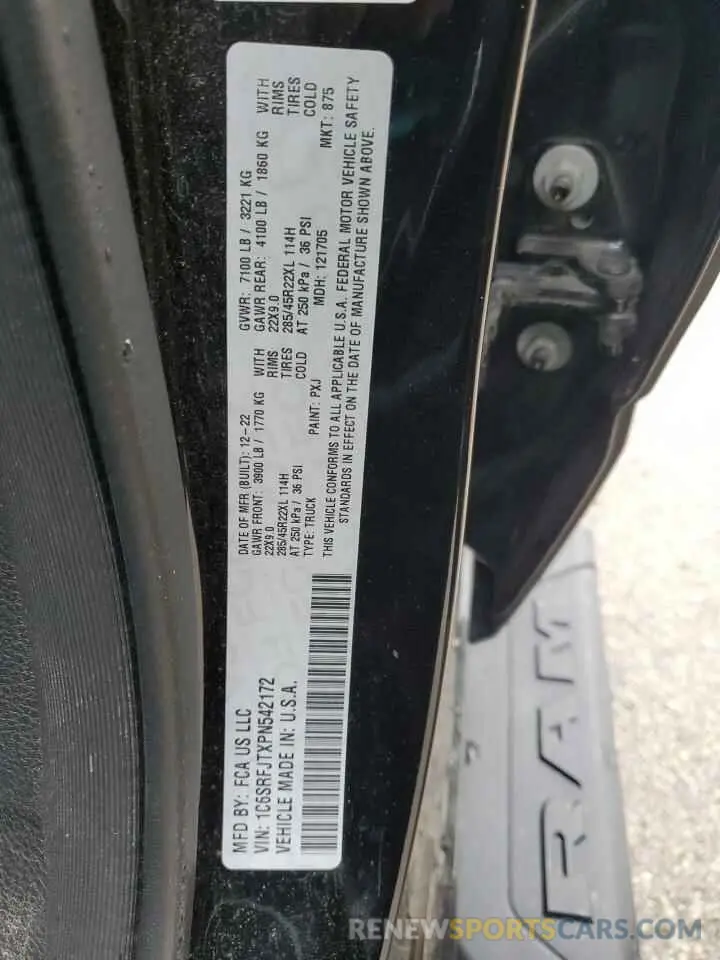 MFD BY: FCA US LLC
VIN: 1C6SRFJTXPN542172
VEHICLE MADE IN: U.S.A.
DATE OF MFR (BUILT): 12-22
GAWR FRONT: 3900 LB / 1770 KG WITH
22X9.0 RIMS
285/45R22XL 114H TIRES
AT 250 kPa / 36 PSI COLD
TYPE: TRUCK PAINT: PXJ
GVWR: 7100 LB / 3221 KG
GAWR REAR: 4100 LB / 1860 KG WITH
22X9.0 RIMS
285/45R22XL 114H TIRES
AT 250 kPa / 36 PSI COLD
MDH: 121705 MKT: 875
THIS VEHICLE CONFORMS TO ALL APPLICABLE U.S.A. FEDERAL MOTOR VEHICLE SAFETY
STANDARDS IN EFFECT ON THE DATE OF MANUFACTURE SHOWN ABOVE.
RAM
RENEWSPORTSCARS.COM